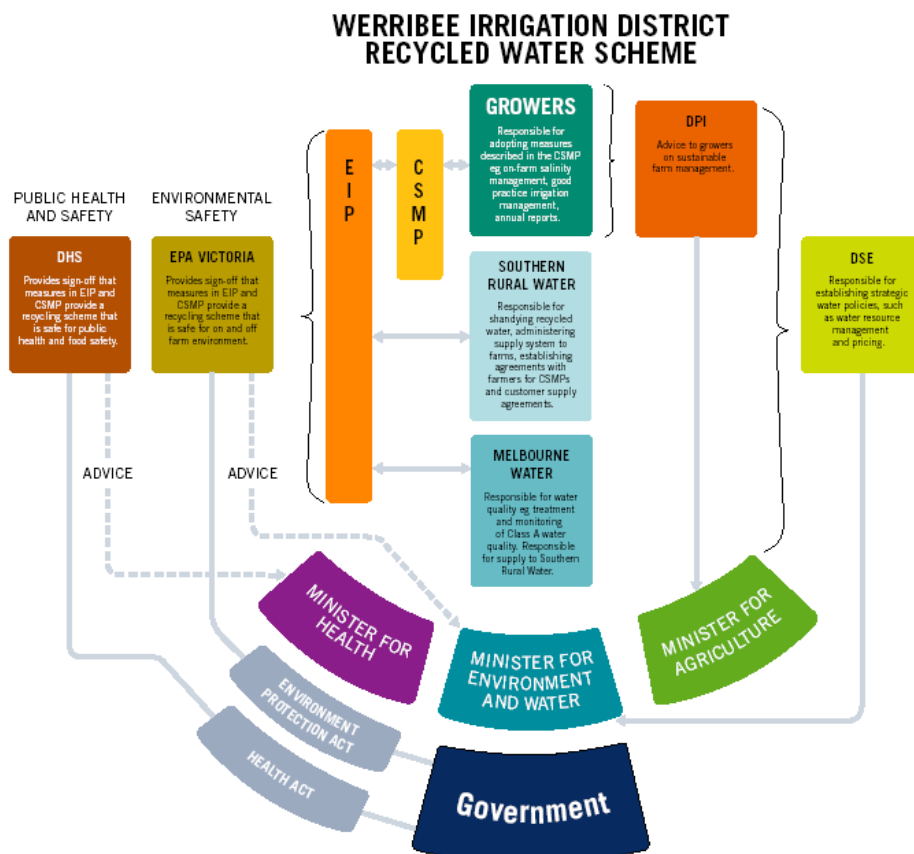 WERRIBEE IRRIGATION DISTRICT
RECYCLED WATER SCHEME
PUBLIC HEALTH
AND SAFETY
DHS
Provides sign-off that
measures in EIP and
CSMP provide a
recycling scheme that
is safe for public
health and food safety.
ENVIRONMENTAL
SAFETY
EPA VICTORIA
Provides sign-off that
measures in EIP and
CSMP provide a
recycling scheme that
is safe for on and off
farm environment.
EIP
CSMP
GROWERS
Responsible for
adopting measures
described in the CSMP
eg on-farm salinity
management, good
practice irrigation
management,
annual reports.
SOUTHERN
RURAL WATER
Responsible for
shandying recycled
water, administering
supply system to
farms, establishing
agreements with
farmers for CSMPs
and customer supply
agreements.
MELBOURNE
WATER
Responsible for water
quality eg treatment
and monitoring
of Class A water
quality. Responsible
for supply to Southern
Rural Water.
DPI
Advice to growers
on sustainable
farm management.
DSE
Responsible for
establishing strategic
water policies, such
as water resource
management
and pricing.
ADVICE
ADVICE
MINISTER FOR
HEALTH
MINISTER FOR
ENVIRONMENT
AND WATER
MINISTER FOR
AGRICULTURE
ENVIRONMENT
PROTECTION ACT
HEALTH ACT
Government